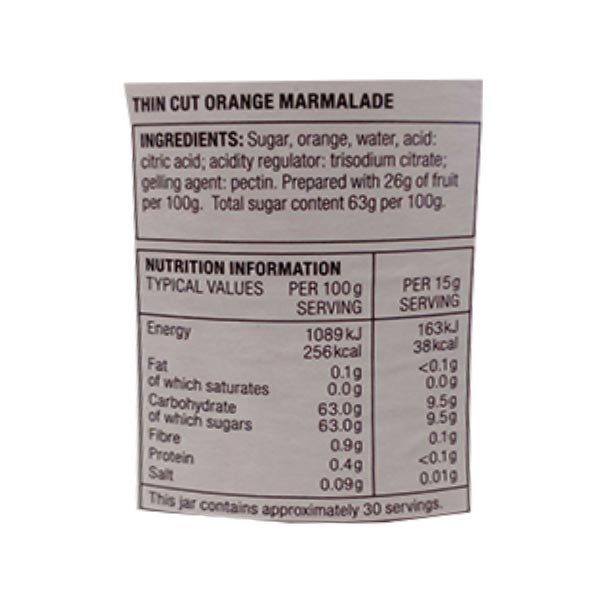 THIN CUT ORANGE MARMALADE
INGREDIENTS: Sugar, orange, water, acid:
citric acid; acidity regulator: trisodium citrate;
gelling agent: pectin. Prepared with 26g of fruit
per 100g. Total sugar content 63g per 100g.
NUTRITION INFORMATION
TYPICAL VALUES PER 100g PER 15g
SERVING SERVING
Energy 1089kJ 163kJ
256kcal 38kcal
Fat 0.1g <0.1g
of which saturates 0.0g 0.0g
Carbohydrate 63.0g 9.5g
of which sugars 63.0g 9.5g
Fibre 0.9g 0.1g
Protein 0.4g <0.1g
Salt 0.09g 0.01g
This jar contains approximately 30 servings.